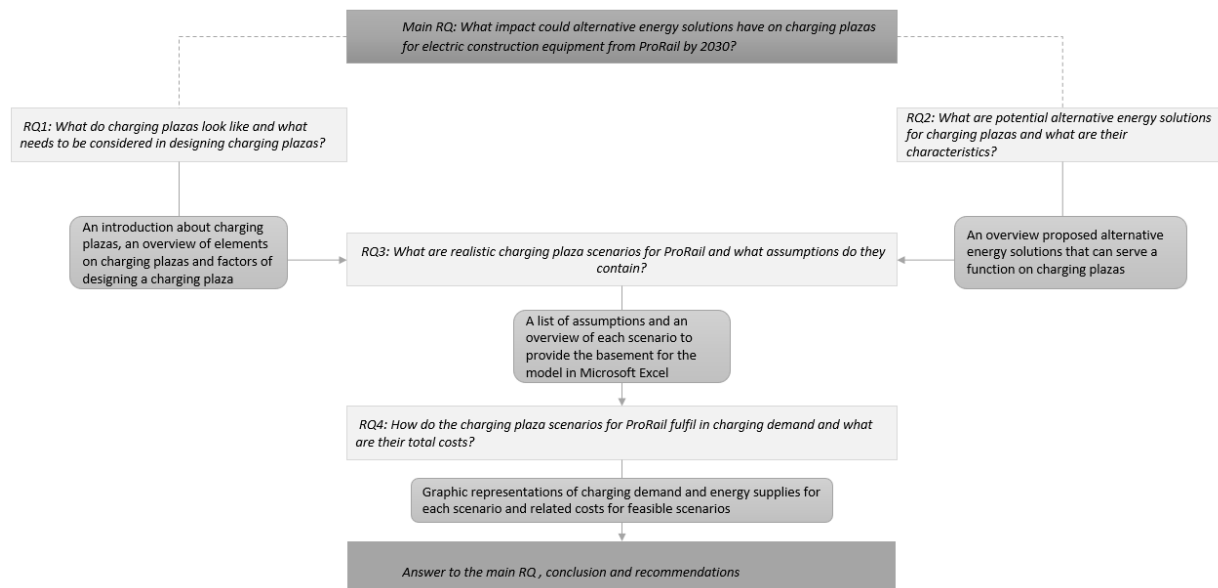 Main RQ: What impact could alternative energy solutions have on charging plazas
for electric construction equipment from ProRail by 2030?
RQ1: What do charging plazas look like and what
needs to be considered in designing charging plazas?
RQ2: What are potential alternative energy solutions
for charging plazas and what are their
characteristics?
An introduction about charging
plazas, an overview of elements
on charging plazas and factors of
designing a charging plaza
RQ3: What are realistic charging plaza scenarios for ProRail and what assumptions do they
contain?
An overview proposed alternative
energy solutions that can serve a
function on charging plazas
A list of assumptions and an
overview of each scenario to
provide the basement for the
model in Microsoft Excel
RQ4: How do the charging plaza scenarios for ProRail fulfil in charging demand and what
are their total costs?
Graphic representations of charging demand and energy supplies for
each scenario and related costs for feasible scenarios
Answer to the main RQ , conclusion and recommendations